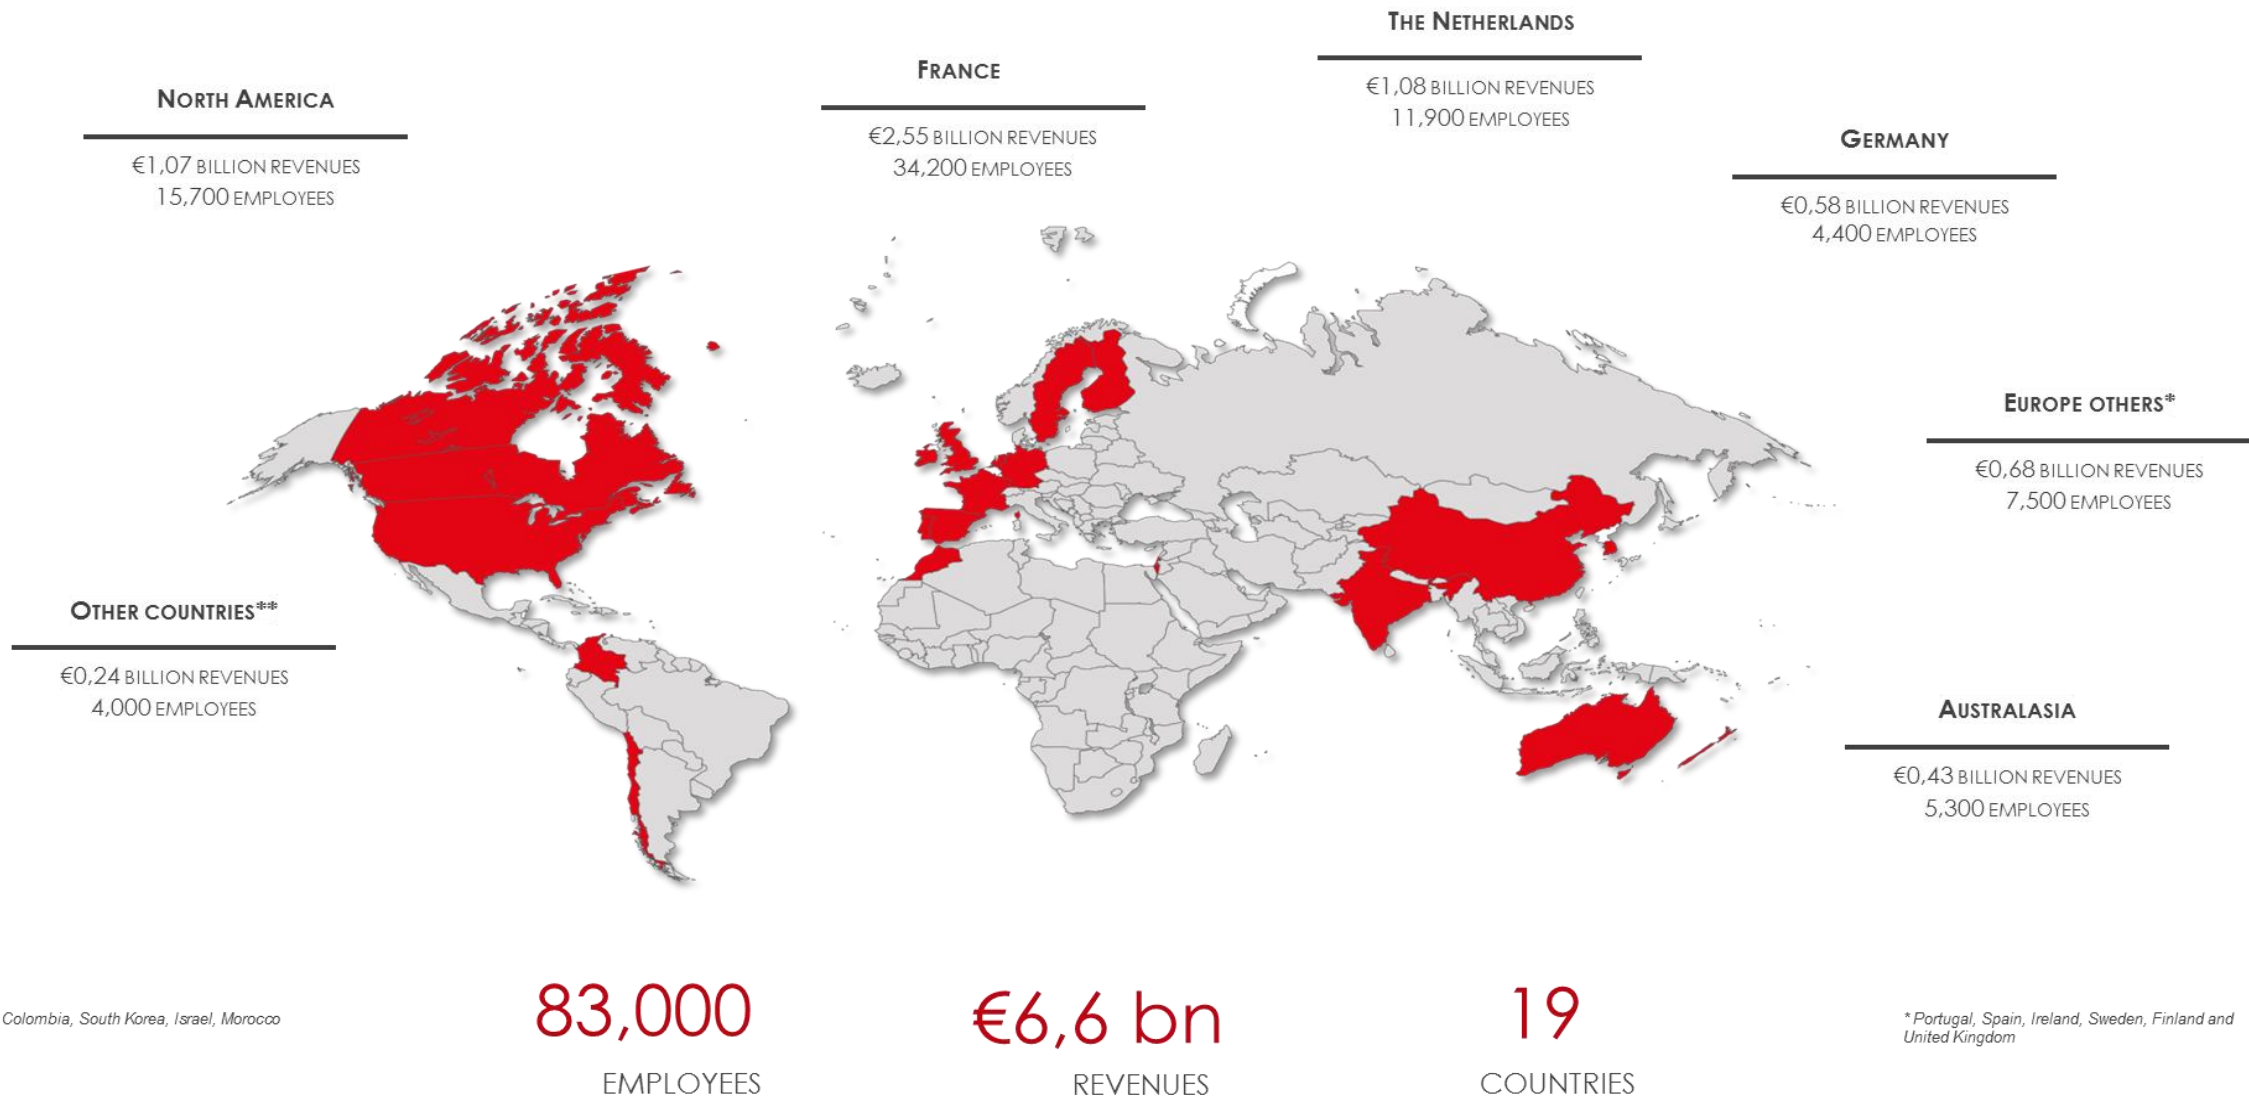 THE NETHERLANDS
€1,08 BILLION REVENUES
11,900 EMPLOYEES
FRANCE
€2,55 BILLION REVENUES
34,200 EMPLOYEES
NORTH AMERICA
€1,07 BILLION REVENUES
15,700 EMPLOYEES
GERMANY
€0,58 BILLION REVENUES
4,400 EMPLOYEES
EUROPE OTHERS*
€0,68 BILLION REVENUES
7,500 EMPLOYEES
OTHER COUNTRIES**
€0,24 BILLION REVENUES
4,000 EMPLOYEES
AUSTRALASIA
€0,43 BILLION REVENUES
5,300 EMPLOYEES
Colombia, South Korea, Israel, Morocco
83,000
EMPLOYEES
€6,6 bn
REVENUES
19
COUNTRIES
* Portugal, Spain, Ireland, Sweden, Finland and
United Kingdom